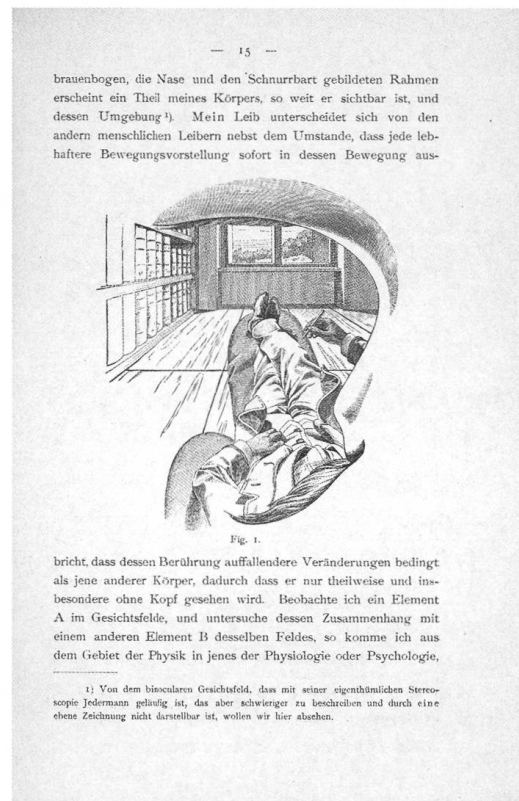 — 15 —
brauenbogen, die Nase und den Schnurrbart gebildeten Rahmen
erscheint ein Theil meines Körpers, so weit er sichtbar ist, und
dessen Umgebung ¹). Mein Leib unterscheidet sich von den
andern menschlichen Leibern nebst dem Umstande, dass jede leb-
haftere Bewegungsvorstellung sofort in dessen Bewegung aus-
Fig. 1.
bricht, dass dessen Berührung auffallendere Veränderungen bedingt
als jene anderer Körper, dadurch dass er nur theilweise und ins-
besondere ohne Kopf gesehen wird. Beobachte ich ein Element
A im Gesichtsfelde, und untersuche dessen Zusammenhang mit
einem anderen Element B desselben Feldes, so komme ich aus
dem Gebiet der Physik in jenes der Physiologie oder Psychologie,
1) Von dem binocularen Gesichtsfeld, dass mit seiner eigenthümlichen Stereo-
scopie Jedermann geläufig ist, das aber schwieriger zu beschreiben und durch eine
ebene Zeichnung nicht darstellbar ist, wollen wir hier absehen.